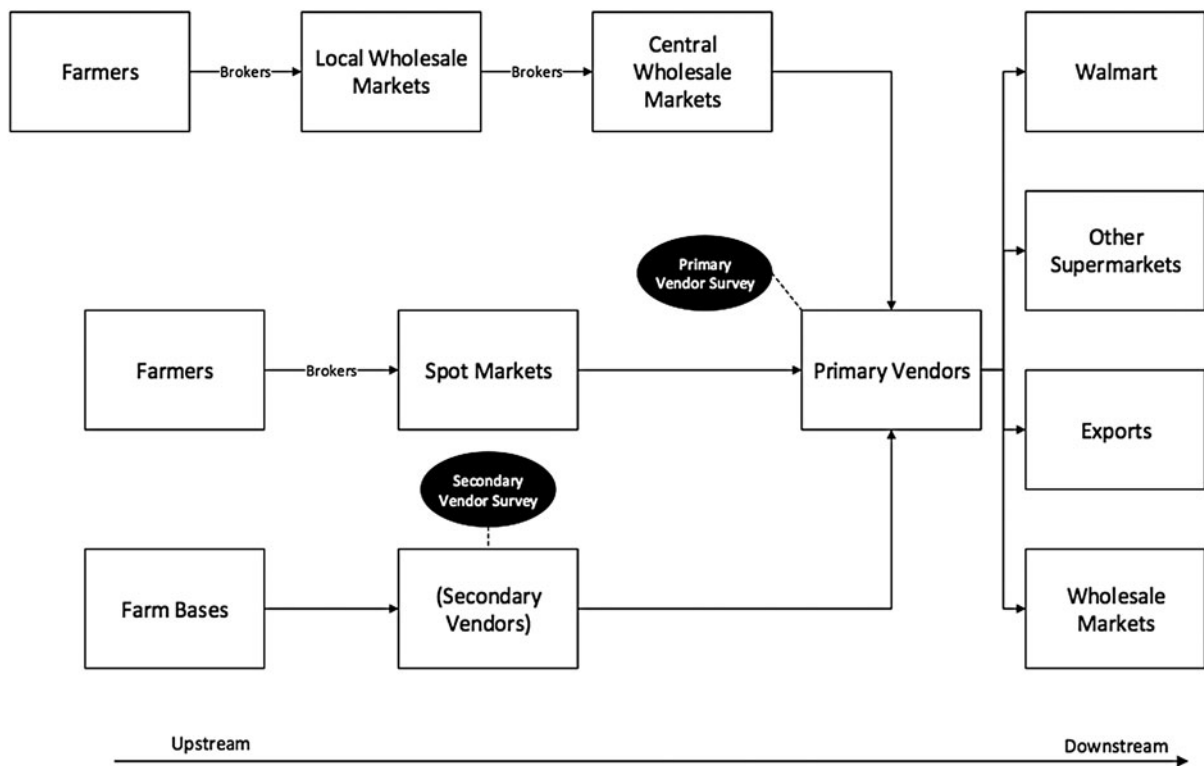 Farmers
Brokers
Local Wholesale
Markets
Brokers
Central
Wholesale
Markets
Walmart
Other
Supermarkets
Primary
Vendor Survey
Farmers
Brokers
Spot Markets
Primary Vendors
Exports
Secondary
Vendor Survey
Farm Bases
(Secondary
Vendors)
Wholesale
Markets
Upstream
Downstream